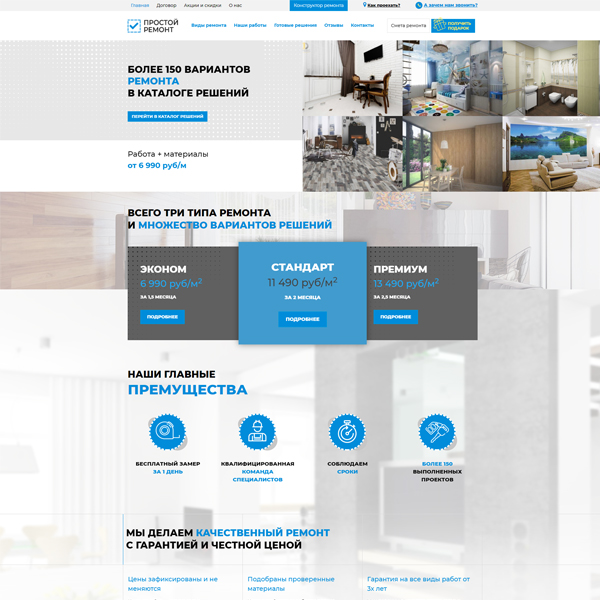 Главная Договор Акции и скидки О нас Конструктор ремонта Как проехать? А зачем нам звонить?
ПРОСТОЙ
РЕМОНТ
Виды ремонта Наши работы Готовые решения Отзывы Контакты Смета ремонта ПОЛУЧИТЬ
ПОДАРОК
БОЛЕЕ 150 ВАРИАНТОВ
РЕМОНТА
В КАТАЛОГЕ РЕШЕНИЙ
ПЕРЕЙТИ В КАТАЛОГ РЕШЕНИЙ
Работа + материалы
от 6 990 руб/м
ВСЕГО ТРИ ТИПА РЕМОНТА
И МНОЖЕСТВО ВАРИАНТОВ РЕШЕНИЙ
ЭКОНОМ
6 990 руб/м²
ЗА 1,5 МЕСЯЦА
ПОДРОБНЕЕ
СТАНДАРТ
11 490 руб/м²
ЗА 2 МЕСЯЦА
ПОДРОБНЕЕ
ПРЕМИУМ
13 490 руб/м²
ЗА 2,5 МЕСЯЦА
ПОДРОБНЕЕ
НАШИ ГЛАВНЫЕ
ПРЕМУЩЕСТВА
БЕСПЛАТНЫЙ ЗАМЕР
ЗА 1 ДЕНЬ
КВАЛИФИЦИРОВАННАЯ
КОМАНДА
СПЕЦИАЛИСТОВ
СОБЛЮДАЕМ
СРОКИ
БОЛЕЕ 150
ВЫПОЛНЕННЫХ
ПРОЕКТОВ
МЫ ДЕЛАЕМ КАЧЕСТВЕННЫЙ РЕМОНТ
С ГАРАНТИЕЙ И ЧЕСТНОЙ ЦЕНОЙ
Цены зафиксированы и не
меняются
Подобраны проверенные
материалы
Гарантия на все виды работ от
3х лет